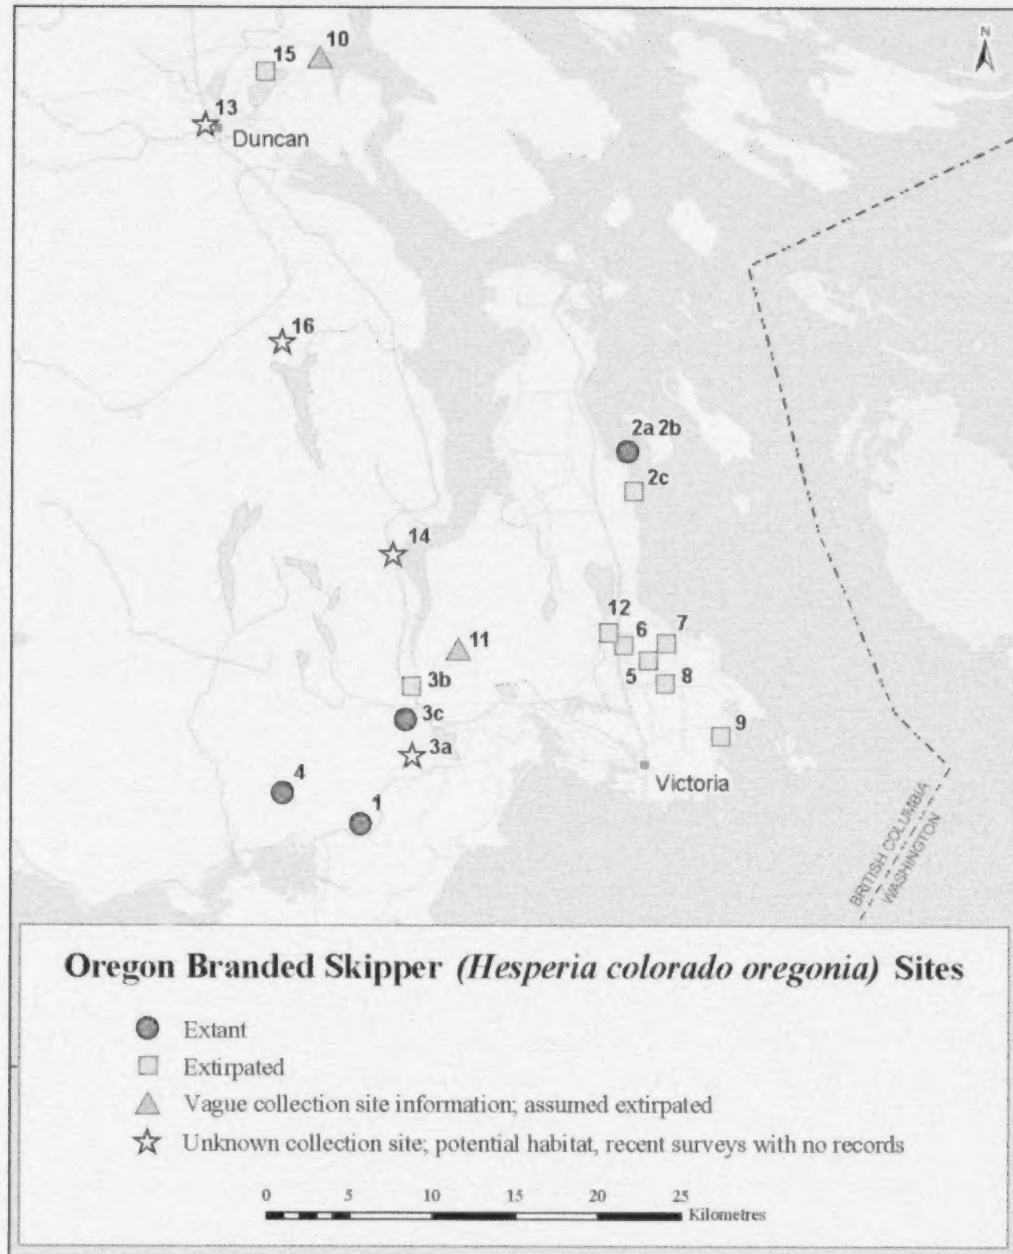 N
15
10
13
Duncan
16
2a 2b
2c
14
12
6
7
11
5
8
3b
3c
9
3a
Victoria
4
1
BRITISH COLUMBIA
WASHINGTON
Oregon Branded Skipper (Hesperia colorado oregonia) Sites
Extant
Extirpated
Vague collection site information; assumed extirpated
Unknown collection site; potential habitat, recent surveys with no records
0 5 10 15 20 25
Kilometres